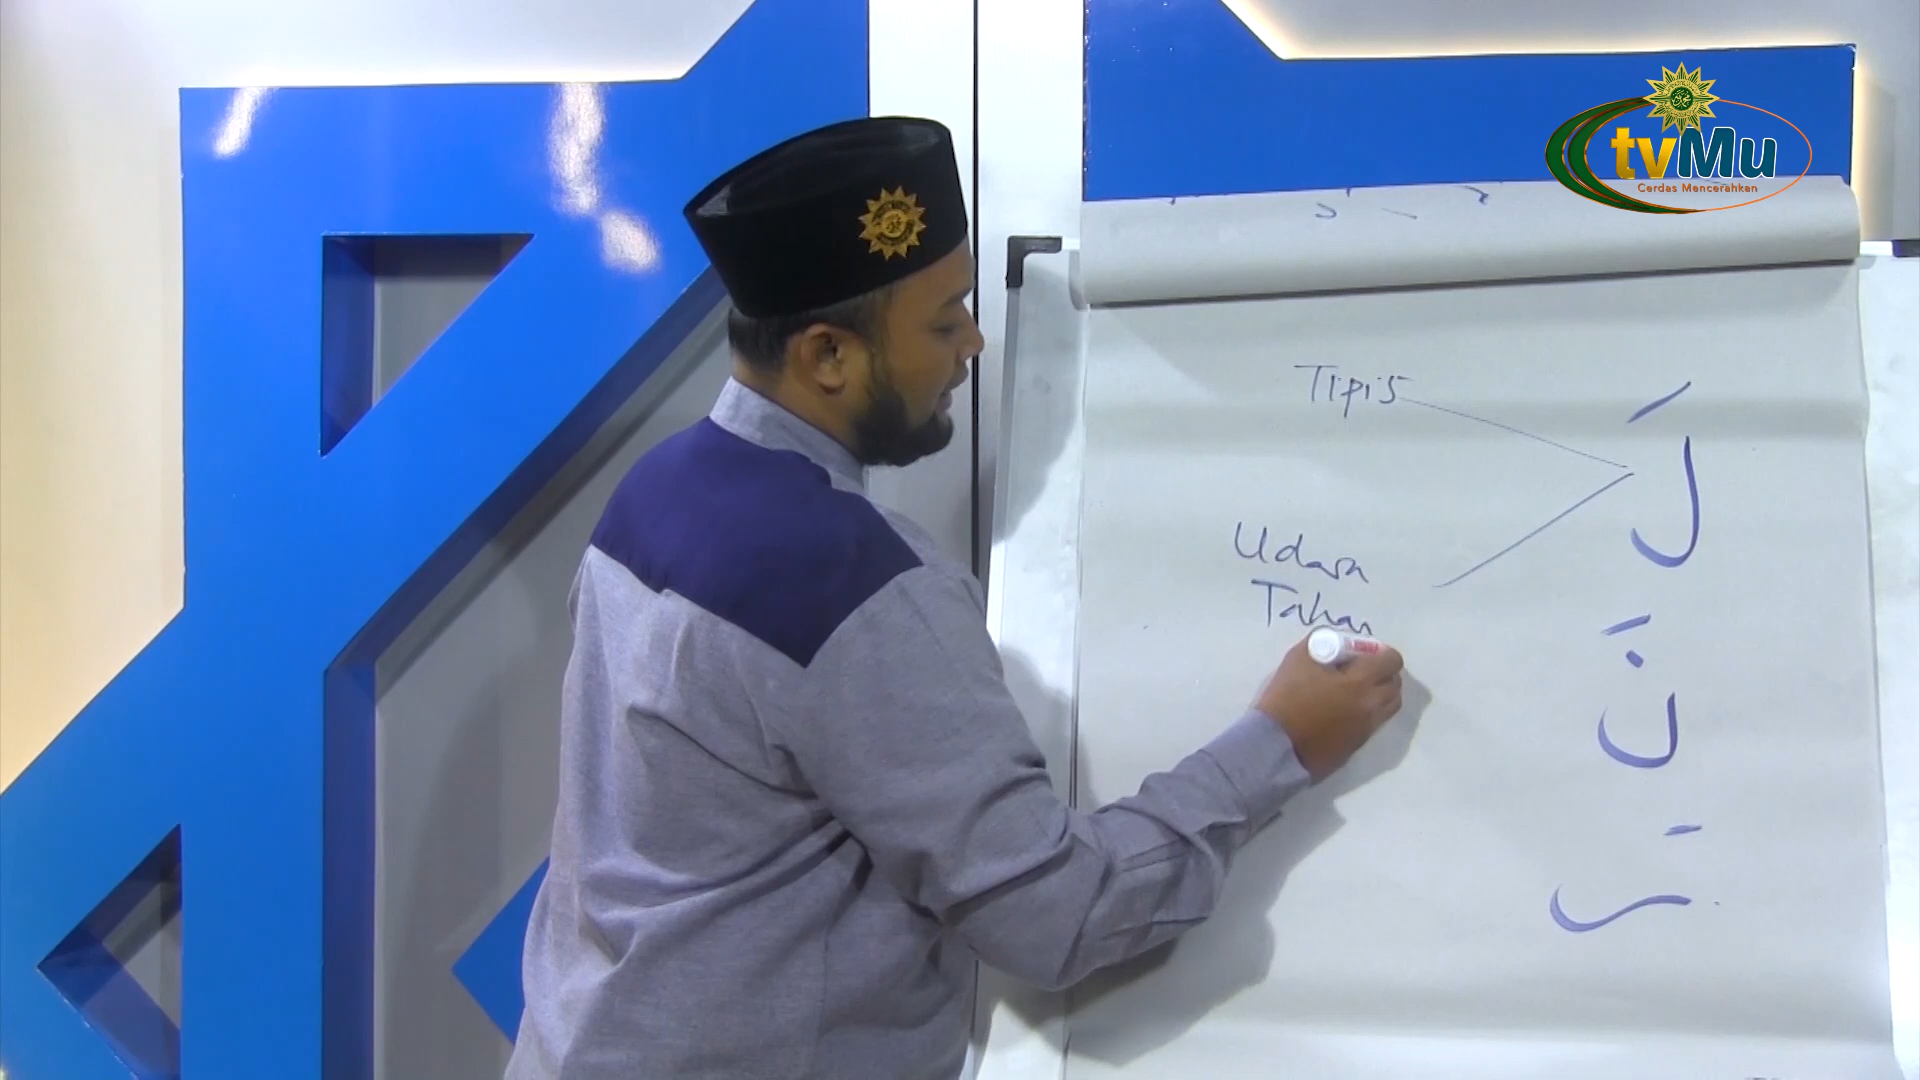 tvMu
Cerdas Mencerahkan
Tipis
لَ
Udara
Tahan
نَ
رَ